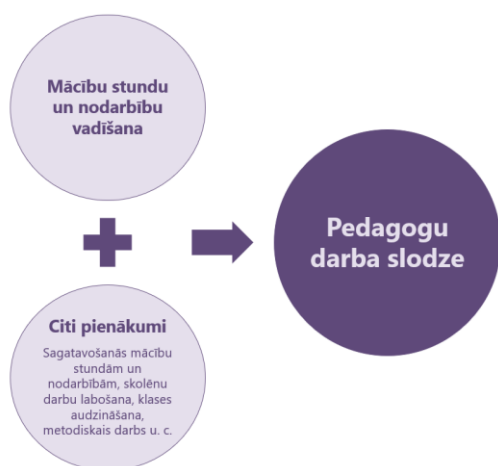 Mācību stundu
un nodarbību
vadīšana
Citi pienākumi
Sagatavošanās mācību
stundām un
nodarbībām, skolēnu
darbu labošana, klases
audzināšana,
metodiskais darbs u. c.
Pedagogu
darba slodze